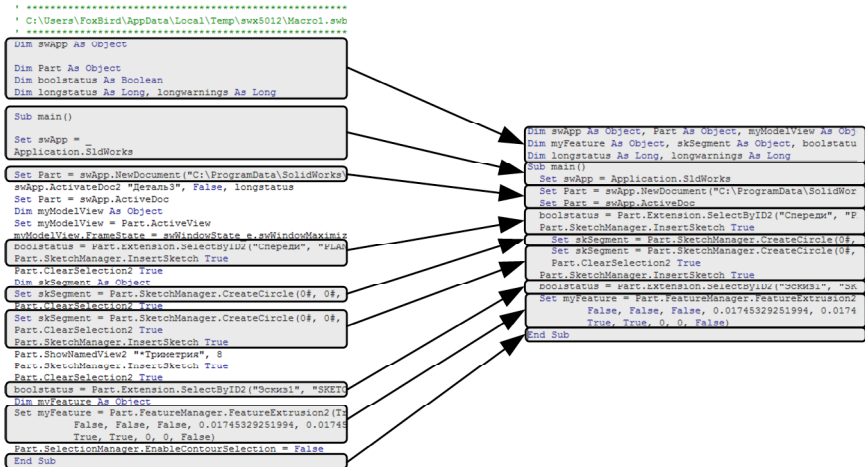 ' **************************************************
' C:\Users\FoxBird\AppData\Local\Temp\swx5012\Macro1.swb
' **************************************************
Dim swApp As Object
Dim Part As Object
Dim boolstatus As Boolean
Dim longstatus As Long, longwarnings As Long
Sub main()
Set swApp = _
Application.SldWorks
Set Part = swApp.NewDocument("C:\ProgramData\SolidWorks\
swApp.ActivateDoc2 "Деталь3", False, longstatus
Set Part = swApp.ActiveDoc
Dim myModelView As Object
Set myModelView = Part.ActiveView
myModelView.FrameState = swWindowState_e.swWindowMaximiz
boolstatus = Part.Extension.SelectByID2("Спереди", "PLAN
Part.SketchManager.InsertSketch True
Part.ClearSelection2 True
Dim skSegment As Object
Set skSegment = Part.SketchManager.CreateCircle(0#, 0#,
Part.ClearSelection2 True
Set skSegment = Part.SketchManager.CreateCircle(0#, 0#,
Part.ClearSelection2 True
Part.SketchManager.InsertSketch True
Part.ShowNamedView2 "*Триметрия", 8
Part.SketchManager.InsertSketch True
Part.ClearSelection2 True
boolstatus = Part.Extension.SelectByID2("Эскиз1", "SKETC
Dim myFeature As Object
Set myFeature = Part.FeatureManager.FeatureExtrusion2(Tr
False, False, False, 0.01745329251994, 0.01745
True, True, 0, 0, False)
Part.SelectionManager.EnableContourSelection = False
End Sub
Dim swApp As Object, Part As Object, myModelView As Obj
Dim myFeature As Object, skSegment As Object, boolstatu
Dim longstatus As Long, longwarnings As Long
Sub main()
Set swApp = Application.SldWorks
Set Part = swApp.NewDocument("C:\ProgramData\SolidWor
Set Part = swApp.ActiveDoc
boolstatus = Part.Extension.SelectByID2("Спереди", "P
Part.SketchManager.InsertSketch True
Set skSegment = Part.SketchManager.CreateCircle(0#,
Set skSegment = Part.SketchManager.CreateCircle(0#,
Part.ClearSelection2 True
Part.SketchManager.InsertSketch True
boolstatus = Part.Extension.SelectByID2("Эскиз1", "SK
Set myFeature = Part.FeatureManager.FeatureExtrusion2
False, False, False, 0.01745329251994, 0.0174
True, True, 0, 0, False)
End Sub